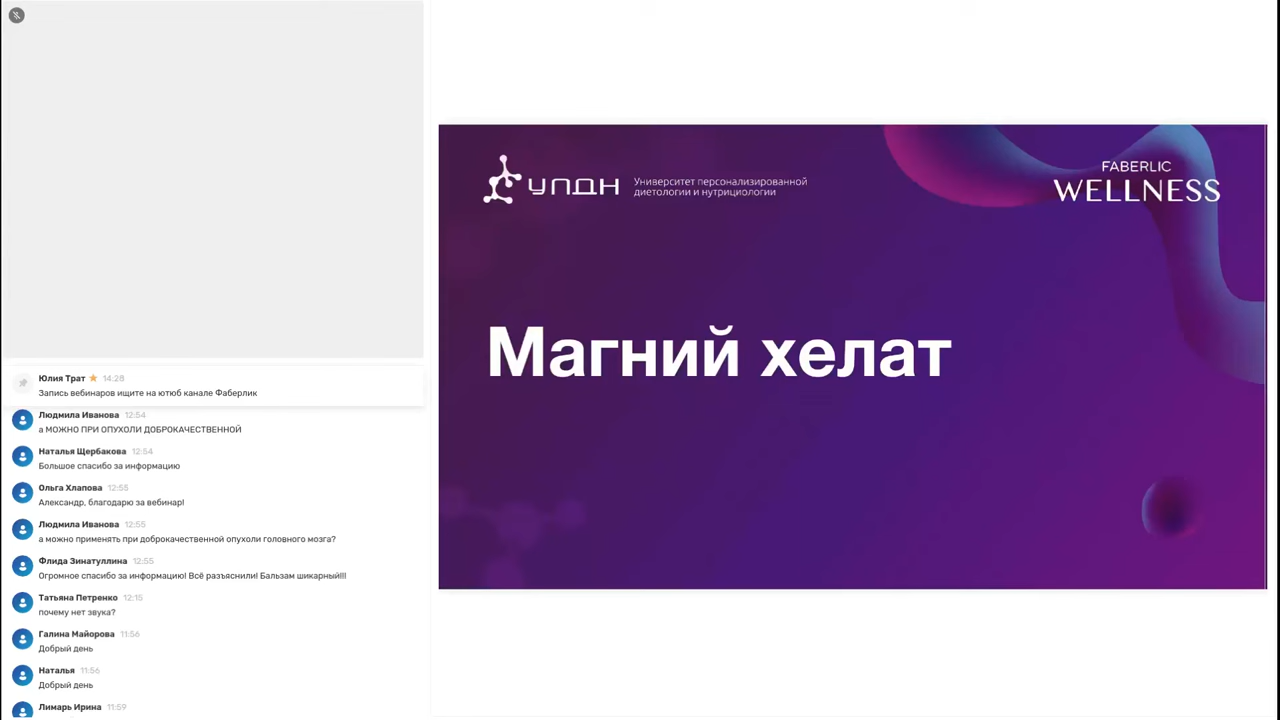 Юлия Трат 14:28
Запись вебинаров ищите на ютюб канале Фаберлик
Людмила Иванова 12:54
а МОЖНО ПРИ ОПУХОЛИ ДОБРОКАЧЕСТВЕННОЙ
Наталья Щербакова 12:54
Большое спасибо за информацию
Ольга Хлапова 12:55
Александр, благодарю за вебинар!
Людмила Иванова 12:55
а можно применять при доброкачественной опухоли головного мозга?
Флида Зинатуллина 12:55
Огромное спасибо за информацию! Всё разъяснили! Бальзам шикарный!!!
Татьяна Петренко 12:15
почему нет звука?
Галина Майорова 11:56
Добрый день
Наталья 11:56
Добрый день
Лимарь Ирина 11:59
УПДН
Университет персонализированной
диетологии и нутрициологии
FABERLIC
WELLNESS
Магний хелат